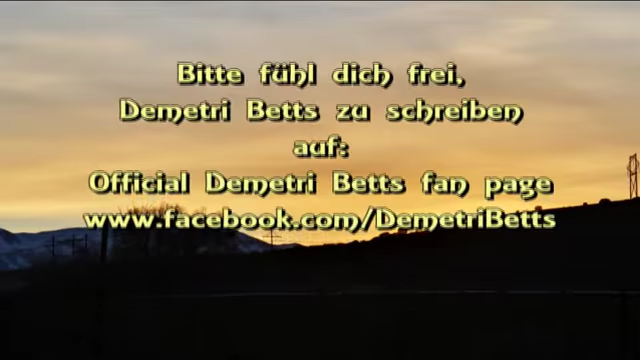 Bitte fühl dich frei,
Demetri Betts zu schreiben
auf:
Official Demetri Betts fan page
www.facebook.com/DemetriBetts